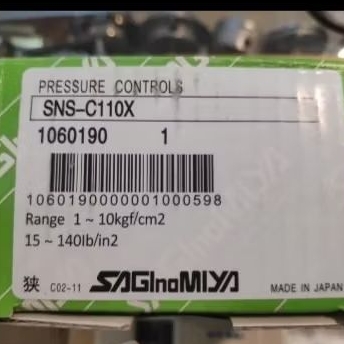 PRESSURE CONTROLS
SNS-C110X
1060190 1
1060190000001000598
Range 1 ~ 10kgf/cm2
15 ~ 140lb/in2
狭 C02-11 SAGInoMIYA MADE IN JAPAN